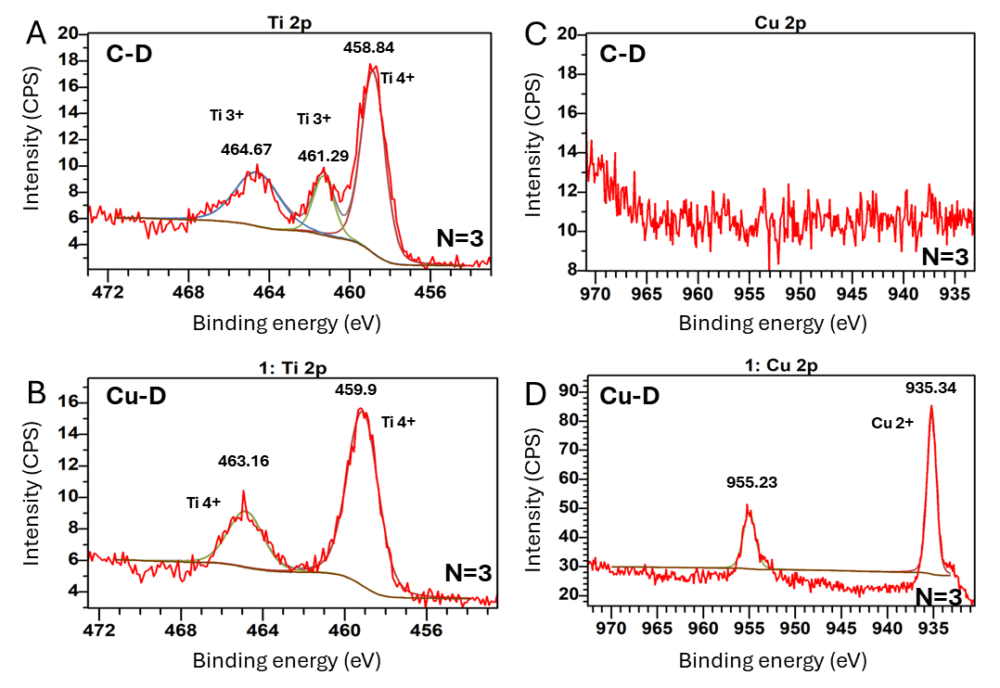 A
Ti 2p
C-D
458.84
Ti 4+
Ti 3+
Ti 3+
464.67
461.29
N=3
Intensity (CPS)
20
18
16
14
12
10
8
6
4
472 468 464 460 456
Binding energy (eV)
C
Cu 2p
C-D
N=3
Intensity (CPS)
20
18
16
14
12
10
8
970 965 960 955 950 945 940 935
Binding energy (eV)
B
1: Ti 2p
Cu-D
459.9
Ti 4+
463.16
Ti 4+
N=3
Intensity (CPS)
16
14
12
10
8
6
4
472 468 464 460 456
Binding energy (eV)
D
1: Cu 2p
Cu-D
935.34
Cu 2+
955.23
N=3
Intensity (CPS)
90
80
70
60
50
40
30
20
970 965 960 955 950 945 940 935
Binding energy (eV)